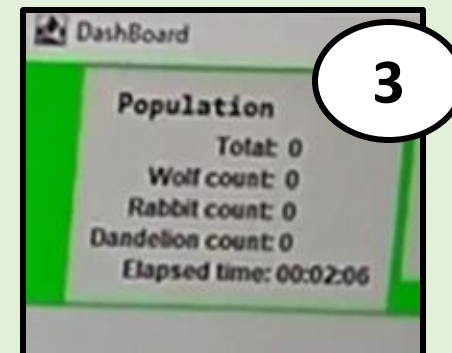 DashBoard
3
Population
Total: 0
Wolf count: 0
Rabbit count: 0
Dandelion count: 0
Elapsed time: 00:02:06